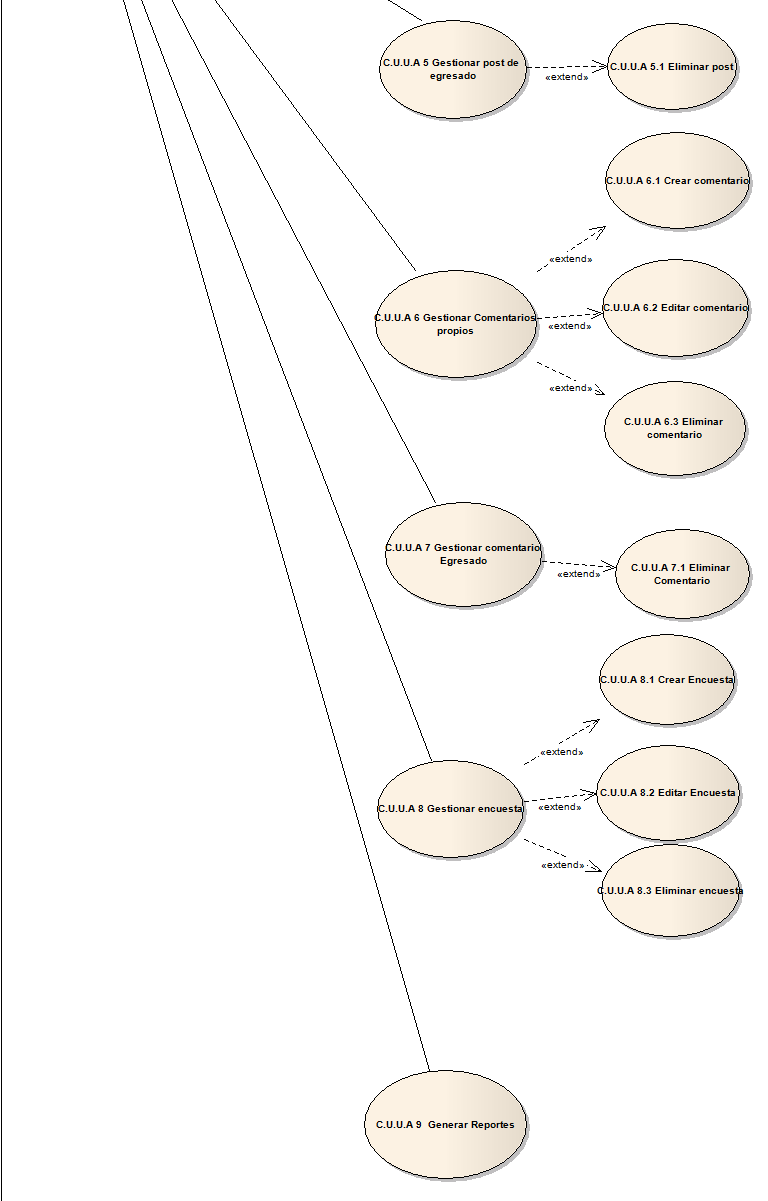 C.U.U.A 5 Gestionar post de
egresado
«extend»
C.U.U.A 5.1 Eliminar post
C.U.U.A 6.1 Crear comentario
«extend»
C.U.U.A 6 Gestionar Comentarios
propios
«extend»
C.U.U.A 6.2 Editar comentario
«extend»
C.U.U.A 6.3 Eliminar
comentario
C.U.U.A 7 Gestionar comentario
Egresado
«extend»
C.U.U.A 7.1 Eliminar
Comentario
C.U.U.A 8.1 Crear Encuesta
«extend»
C.U.U.A 8 Gestionar encuesta
«extend»
C.U.U.A 8.2 Editar Encuesta
«extend»
C.U.U.A 8.3 Eliminar encuesta
C.U.U.A 9  Generar Reportes